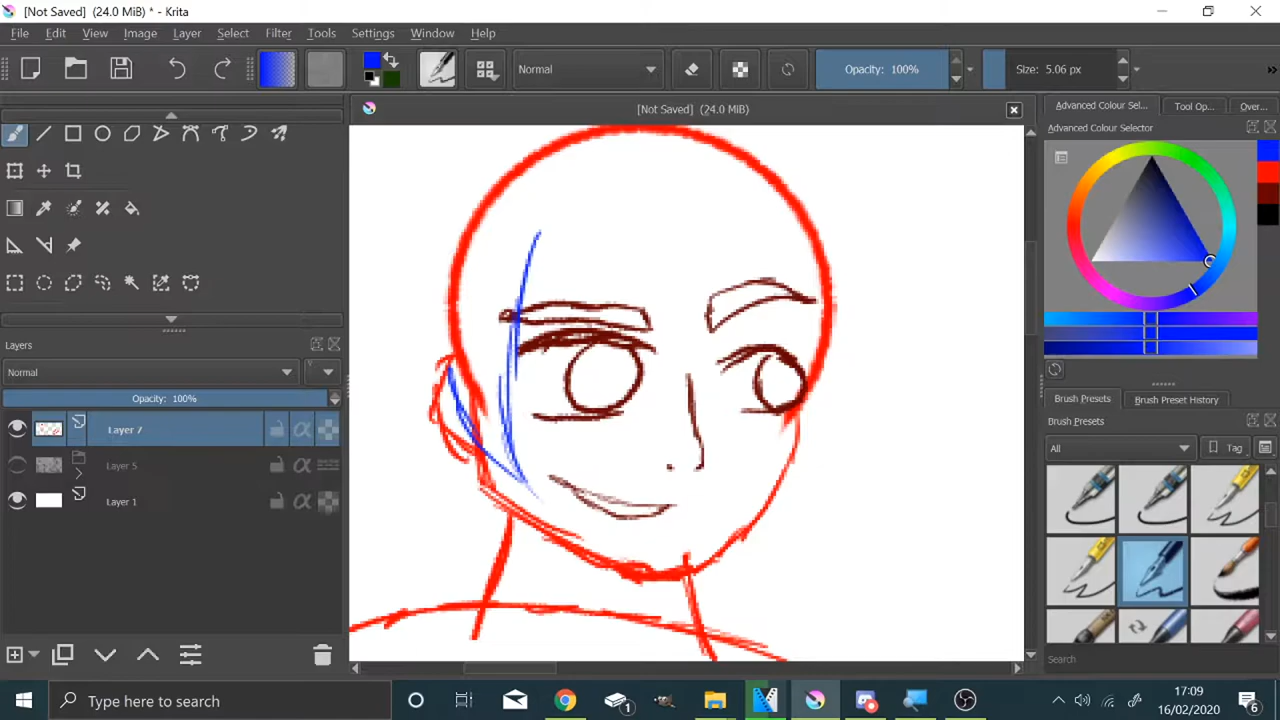 [Not Saved] (24.0 MiB) * - Krita
File Edit View Image Layer Select Filter Tools Settings Window Help
Normal
Opacity: 100%
Size: 5.06 px
[Not Saved] (24.0 MiB)
Advanced Colour Sel...
Tool Op...
Over...
Advanced Colour Selector
Layers
Normal
Opacity: 100%
Layer 7
Layer 5
Layer 1
Brush Presets
Brush Preset History
Brush Presets
All
Tag
Search
Type here to search
1
17:09
16/02/2020
6